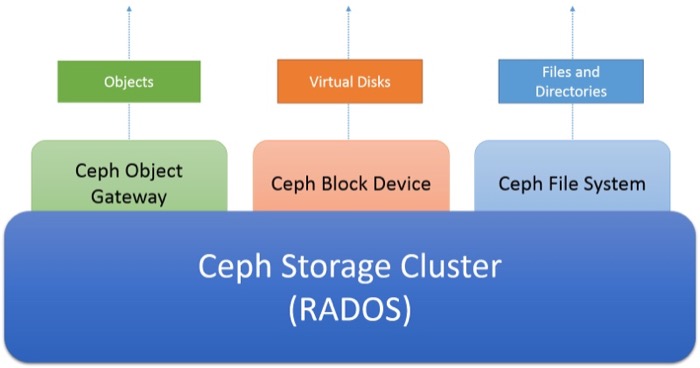 Objects
Virtual Disks
Files and
Directories
Ceph Object
Gateway
Ceph Block Device
Ceph File System
Ceph Storage Cluster
(RADOS)